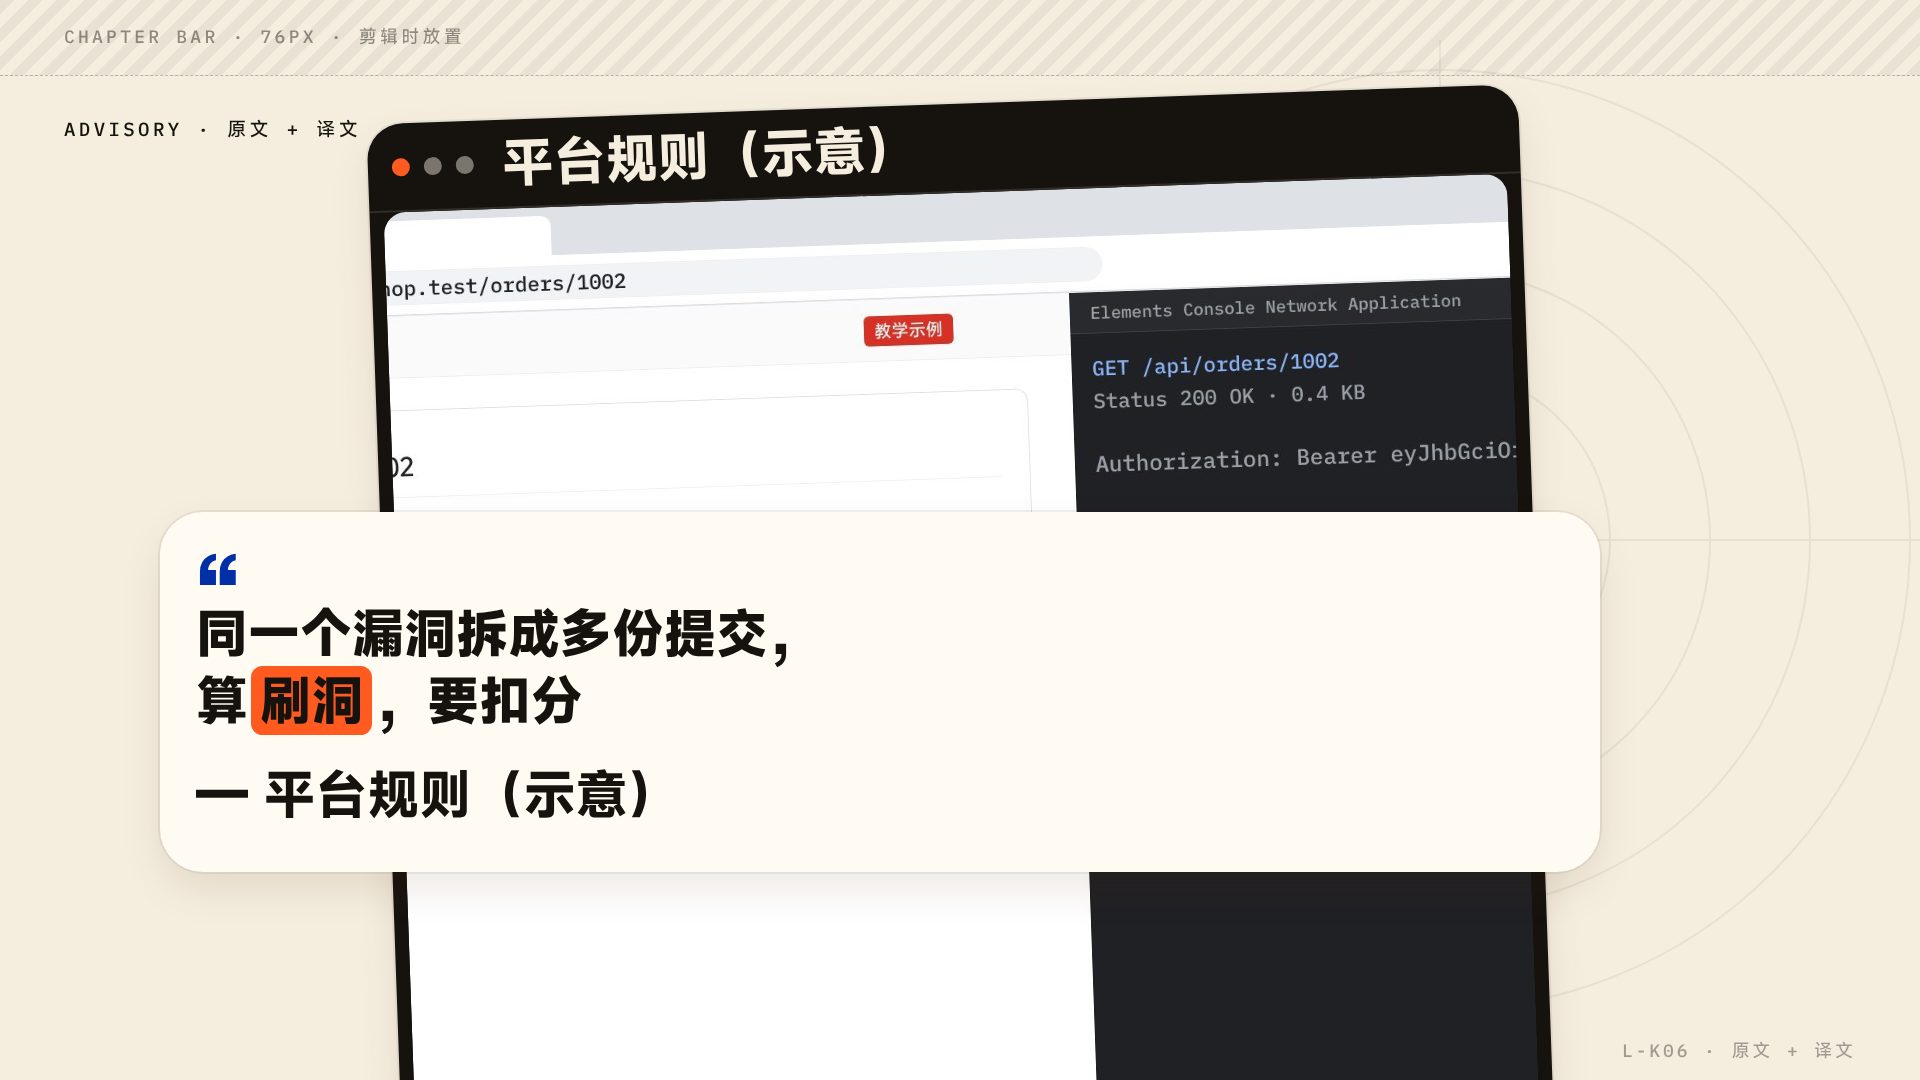 CHAPTER BAR · 76PX · 剪辑时放置
ADVISORY · 原文 + 译文
平台规则（示意）
hop.test/orders/1002
教学示例
Elements Console Network Application
GET /api/orders/1002
Status 200 OK · 0.4 KB
Authorization: Bearer eyJhbGciOi
02
“
同一个漏洞拆成多份提交，
算刷洞，要扣分
— 平台规则（示意）
L-K06 · 原文 + 译文